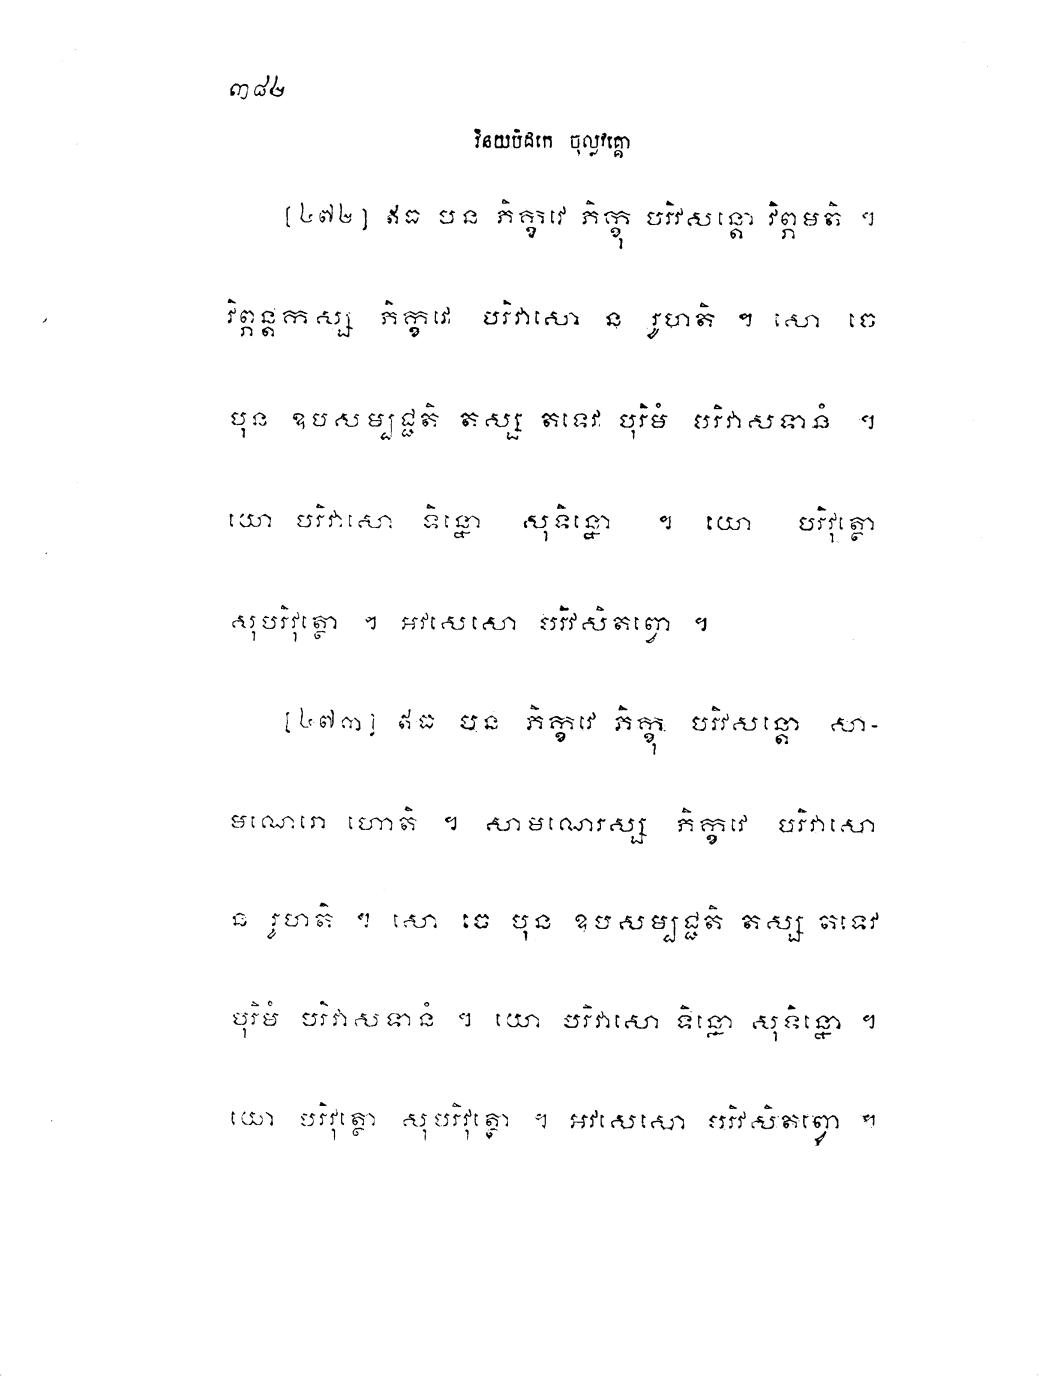 ៣៨២
វិនយបិដកេ ចុល្លវគ្គោ
[៤៧២] ឥធ បន ភិក្ខវេ ភិក្ខុ បរិវសន្តោ វិព្ភមតិ ។
វិព្ភន្តកស្ស ភិក្ខវេ បរិវាសោ ន រូហតិ ។ សោ ចេ
បុន ឧបសម្បជ្ជតិ តស្ស តទេវ បុរិមំ បរិវាសទានំ ។
យោ បរិវាសោ ទិន្នោ សុទិន្នោ ។ យោ បរិវុត្ថោ
សុបរិវុត្ថោ ។ អវសេសោ បរិវសិតព្វោ ។
[៤៧៣] ឥធ បន ភិក្ខវេ ភិក្ខុ បរិវសន្តោ សា-
មណេរោ ហោតិ ។ សាមណេរស្ស ភិក្ខវេ បរិវាសោ
ន រូហតិ ។ សោ ចេ បុន ឧបសម្បជ្ជតិ តស្ស តទេវ
បុរិមំ បរិវាសទានំ ។ យោ បរិវាសោ ទិន្នោ សុទិន្នោ ។
យោ បរិវុត្ថោ សុបរិវុត្ថោ ។ អវសេសោ បរិវសិតព្វោ ។